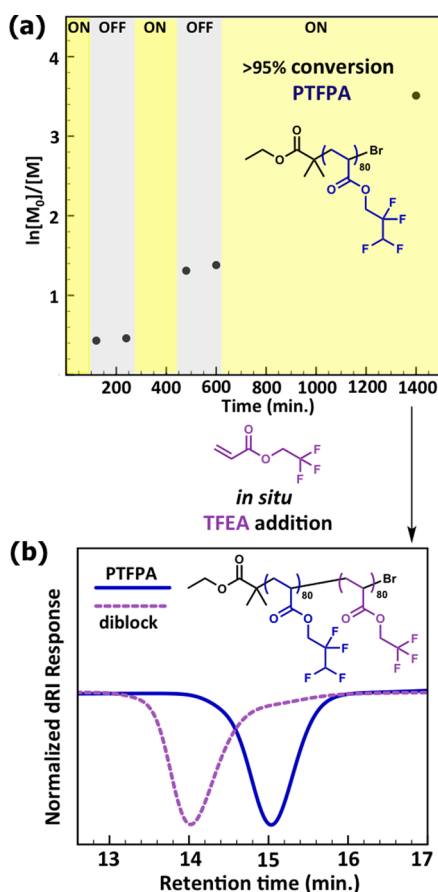 (a)
ON OFF ON OFF ON
>95% conversion
PTFPA
O
O
Br
80
O
O
F
F
F
F
ln[M₀]/[M]
4
3
2
1
200 400 600 800 1000 1200 1400
Time (min.)
O
O
F
F
F
in situ
TFEA addition
(b)
PTFPA
diblock
O
O
Br
80
80
O
O
O
O
F
F
F
F
F
F
F
Normalized dRI Response
13 14 15 16 17
Retention time (min.)